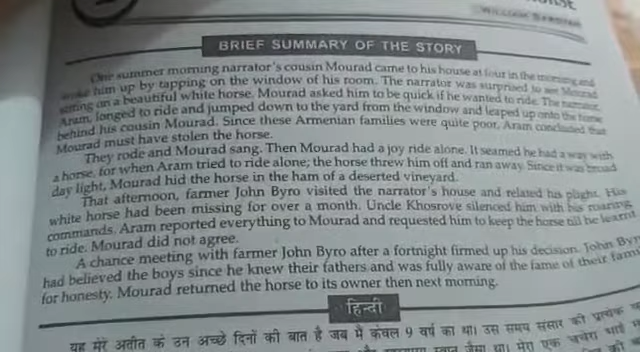 WILLIAM SAROYAN
BRIEF SUMMARY OF THE STORY
One summer morning narrator's cousin Mourad came to his house at four in the morning and
woke him up by tapping on the window of his room. The narrator was surprised to see Mourad
sitting on a beautiful white horse. Mourad asked him to be quick if he wanted to ride. The narrator,
Aram, longed to ride and jumped down to the yard from the window and leaped up onto the horse
behind his cousin Mourad. Since these Armenian families were quite poor, Aram concluded that
Mourad must have stolen the horse.
They rode and Mourad sang. Then Mourad had a joy ride alone. It seamed he had a way with
a horse, for when Aram tried to ride alone; the horse threw him off and ran away. Since it was broad
day light, Mourad hid the horse in the ham of a deserted vineyard.
That afternoon, farmer John Byro visited the narrator's house and related his plight. His
white horse had been missing for over a month. Uncle Khosrove silenced him with his roaring
commands. Aram reported everything to Mourad and requested him to keep the horse till he learnt
to ride. Mourad did not agree.
A chance meeting with farmer John Byro after a fortnight firmed up his decision. John Byro
had believed the boys since he knew their fathers and was fully aware of the fame of their fami
for honesty. Mourad returned the horse to its owner then next morning.
हिन्दी
यह मेरे अतीत के उन अच्छे दिनों की बात है जब मैं केवल 9 वर्ष का था। उस समय संसार की प्रत्येक
जैसा था। मेरा एक चचेरा भाई